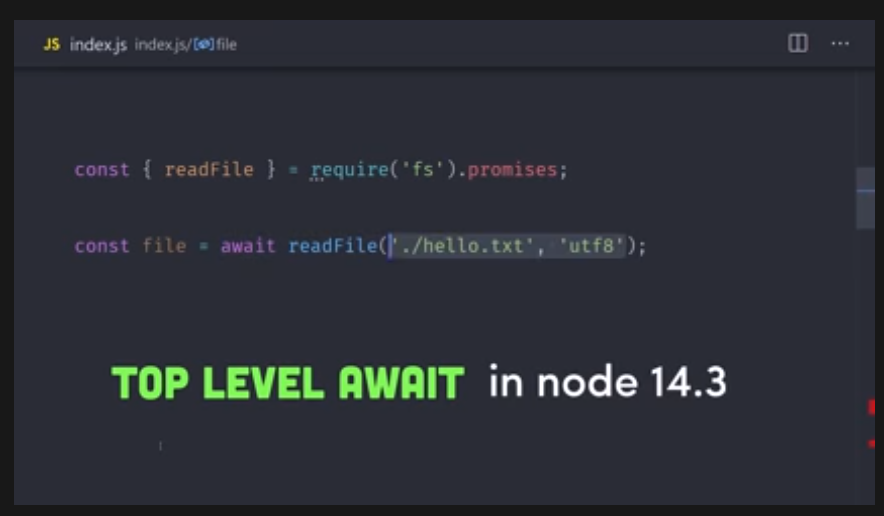 JS index.js index.js/[∅]file
const { readFile } = require('fs').promises;
const file = await readFile('./hello.txt', 'utf8');
TOP LEVEL AWAIT in node 14.3